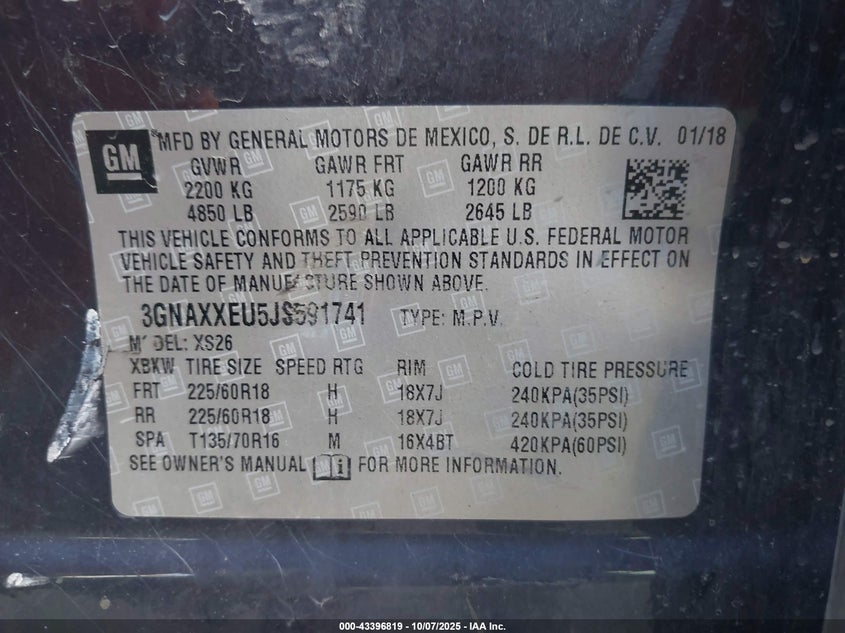 GM
MFD BY GENERAL MOTORS DE MEXICO, S. DE R.L. DE C.V. 01/18
GVWR GAWR FRT GAWR RR
2200 KG 1175 KG 1200 KG
4850 LB 2590 LB 2645 LB
THIS VEHICLE CONFORMS TO ALL APPLICABLE U.S. FEDERAL MOTOR
VEHICLE SAFETY AND THEFT PREVENTION STANDARDS IN EFFECT ON
THE DATE OF MANUFACTURE SHOWN ABOVE.
3GNAXXEU5JS591741 TYPE: M.P.V.
MODEL: XS26
XBKW TIRE SIZE SPEED RTG RIM COLD TIRE PRESSURE
FRT 225/60R18 H 18X7J 240KPA(35PSI)
RR 225/60R18 H 18X7J 240KPA(35PSI)
SPA T135/70R16 M 16X4BT 420KPA(60PSI)
SEE OWNER'S MANUAL i FOR MORE INFORMATION.
000-43396819 - 10/07/2025 - IAA Inc.